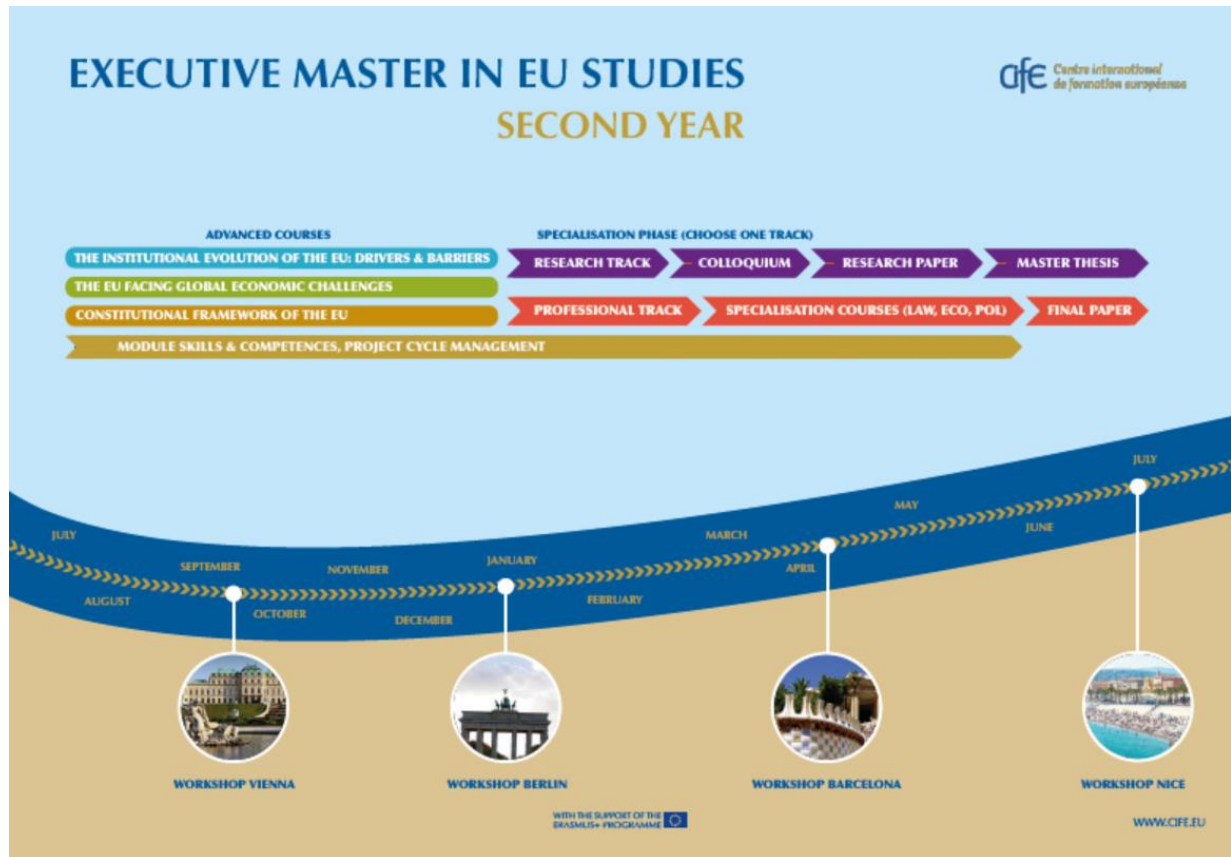 EXECUTIVE MASTER IN EU STUDIES
SECOND YEAR
cife Centre international
de formation européenne
ADVANCED COURSES
THE INSTITUTIONAL EVOLUTION OF THE EU: DRIVERS & BARRIERS
THE EU FACING GLOBAL ECONOMIC CHALLENGES
CONSTITUTIONAL FRAMEWORK OF THE EU
MODULE SKILLS & COMPETENCES, PROJECT CYCLE MANAGEMENT
SPECIALISATION PHASE (CHOOSE ONE TRACK)
RESEARCH TRACK
COLLOQUIUM
RESEARCH PAPER
MASTER THESIS
PROFESSIONAL TRACK
SPECIALISATION COURSES (LAW, ECO, POL)
FINAL PAPER
JULY
AUGUST
SEPTEMBER
OCTOBER
NOVEMBER
DECEMBER
JANUARY
FEBRUARY
MARCH
APRIL
MAY
JUNE
JULY
WORKSHOP VIENNA
WORKSHOP BERLIN
WORKSHOP BARCELONA
WORKSHOP NICE
WITH THE SUPPORT OF THE
ERASMUS+ PROGRAMME
WWW.CIFE.EU